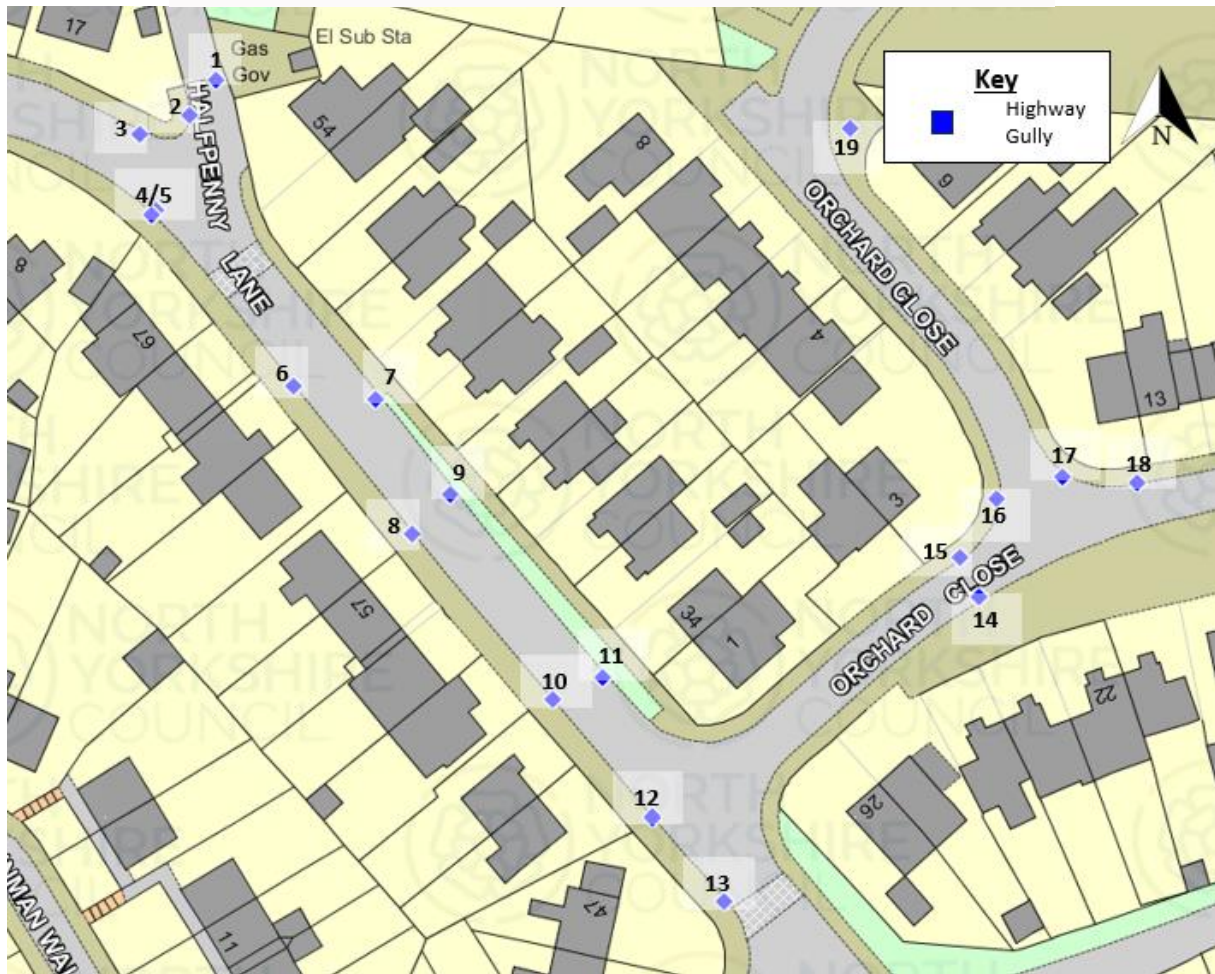 17
El Sub Sta
Gas
Gov
1
2
3
HALFPENNY
54
4/5
LANE
8
67
6
7
8
57
9
10
11
12
13
47
11
34
1
3
4
8
9
ORCHARD CLOSE
ORCHARD CLOSE
13
14
15
16
17
18
19
22
26
Key
Highway
Gully
N
NORTH
YORKSHIRE
COUNCIL